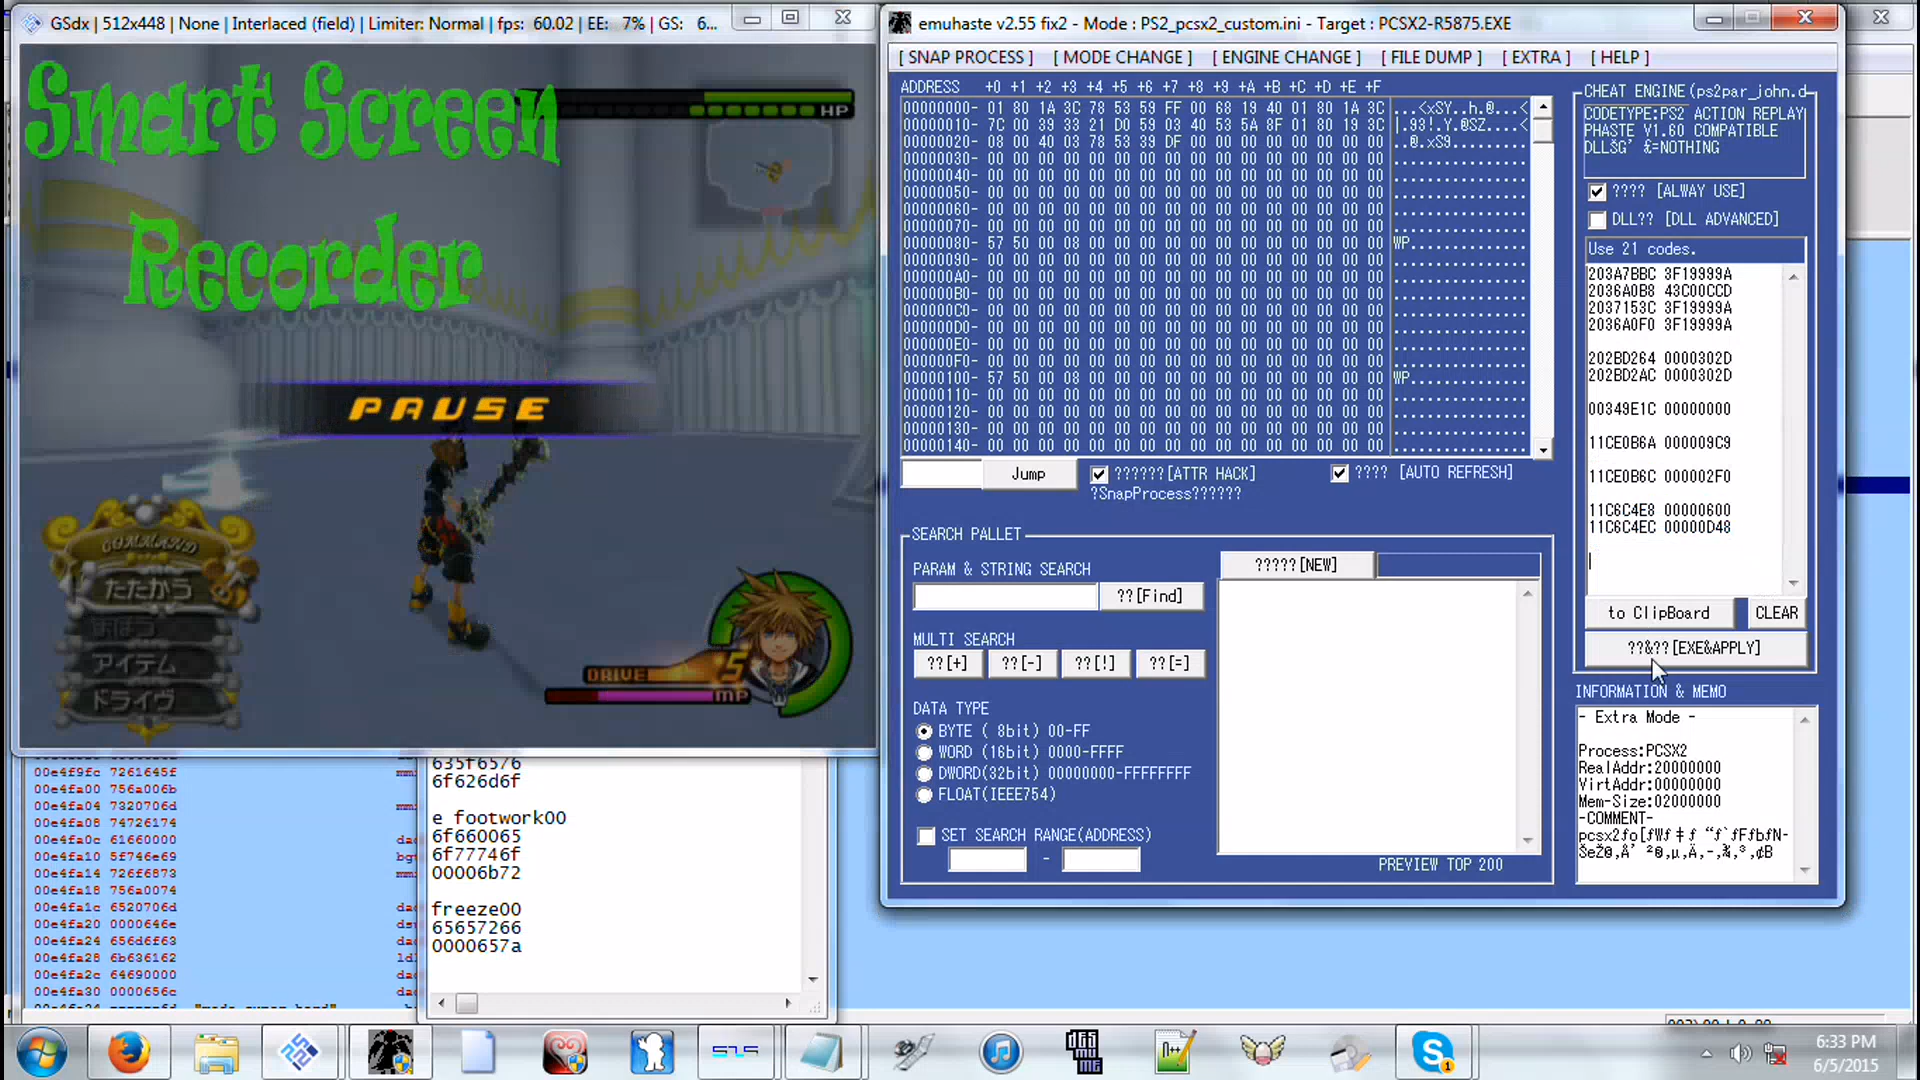 GSdx | 512x448 | None | Interlaced (field) | Limiter: Normal | fps: 60.02 | EE: 7% | GS: 6...
Smart Screen
Recorder
HP
PAUSE
COMMAND
たたかう
まほう
アイテム
ドライヴ
DRIVE 5
MP
00e4f9fc 7261645f
00e4fa00 756a006b
00e4fa04 7320706d
00e4fa08 74726174
00e4fa0c 61660000
00e4fa10 5f746e69
00e4fa14 726f6873
00e4fa18 756a0074
00e4fa1c 6520706d
00e4fa20 0000646e
00e4fa24 656d6f63
00e4fa28 6b636162
00e4fa2c 64690000
00e4fa30 0000656c
635f6576
6f626d6f
e footwork00
6f660065
6f77746f
00006b72
freeze00
65657266
0000657a
emuhaste v2.55 fix2 - Mode : PS2_pcsx2_custom.ini - Target : PCSX2-R5875.EXE
[ SNAP PROCESS ] [ MODE CHANGE ] [ ENGINE CHANGE ] [ FILE DUMP ] [ EXTRA ] [ HELP ]
ADDRESS +0 +1 +2 +3 +4 +5 +6 +7 +8 +9 +A +B +C +D +E +F
00000000- 01 80 1A 3C 78 53 59 FF 00 68 19 40 01 80 1A 3C ...<xSY..h.@...<
00000010- 7C 00 39 33 21 D0 59 03 40 53 5A 8F 01 80 19 3C |.93!.Y.@SZ....<
00000020- 08 00 40 03 78 53 39 DF 00 00 00 00 00 00 00 00 ..@.xS9.........
00000030- 00 00 00 00 00 00 00 00 00 00 00 00 00 00 00 00 ................
00000040- 00 00 00 00 00 00 00 00 00 00 00 00 00 00 00 00 ................
00000050- 00 00 00 00 00 00 00 00 00 00 00 00 00 00 00 00 ................
00000060- 00 00 00 00 00 00 00 00 00 00 00 00 00 00 00 00 ................
00000070- 00 00 00 00 00 00 00 00 00 00 00 00 00 00 00 00 ................
00000080- 57 50 00 08 00 00 00 00 00 00 00 00 00 00 00 00 WP..............
00000090- 00 00 00 00 00 00 00 00 00 00 00 00 00 00 00 00 ................
000000A0- 00 00 00 00 00 00 00 00 00 00 00 00 00 00 00 00 ................
000000B0- 00 00 00 00 00 00 00 00 00 00 00 00 00 00 00 00 ................
000000C0- 00 00 00 00 00 00 00 00 00 00 00 00 00 00 00 00 ................
000000D0- 00 00 00 00 00 00 00 00 00 00 00 00 00 00 00 00 ................
000000E0- 00 00 00 00 00 00 00 00 00 00 00 00 00 00 00 00 ................
000000F0- 00 00 00 00 00 00 00 00 00 00 00 00 00 00 00 00 ................
00000100- 57 50 00 08 00 00 00 00 00 00 00 00 00 00 00 00 WP..............
00000110- 00 00 00 00 00 00 00 00 00 00 00 00 00 00 00 00 ................
00000120- 00 00 00 00 00 00 00 00 00 00 00 00 00 00 00 00 ................
00000130- 00 00 00 00 00 00 00 00 00 00 00 00 00 00 00 00 ................
00000140- 00 00 00 00 00 00 00 00 00 00 00 00 00 00 00 00 ................
Jump ??????[ATTR HACK] ???? [AUTO REFRESH]
?SnapProcess??????
SEARCH PALLET
PARAM & STRING SEARCH
??[Find]
?????[NEW]
MULTI SEARCH
??[+] ??[-] ??[!] ??[=]
DATA TYPE
BYTE ( 8bit) 00-FF
WORD (16bit) 0000-FFFF
DWORD(32bit) 00000000-FFFFFFFF
FLOAT(IEEE754)
SET SEARCH RANGE(ADDRESS)
-
PREVIEW TOP 200
CHEAT ENGINE (ps2par_john.d
CODETYPE:PS2 ACTION REPLAY
PHASTE V1.60 COMPATIBLE
DLLŠG' £=NOTHING
???? [ALWAY USE]
DLL?? [DLL ADVANCED]
Use 21 codes.
203A7BBC 3F19999A
2036A0B8 43C00CCD
2037153C 3F19999A
2036A0F0 3F19999A
202BD264 0000302D
202BD2AC 0000302D
00349E1C 00000000
11CE0B6A 000009C9
11CE0B6C 000002F0
11C6C4E8 00000600
11C6C4EC 00000D48
to ClipBoard CLEAR
??&??[EXE&APPLY]
INFORMATION & MEMO
- Extra Mode -
Process:PCSX2
RealAddr:20000000
VirtAddr:00000000
Mem-Size:02000000
-COMMENT-
6:33 PM
6/5/2015